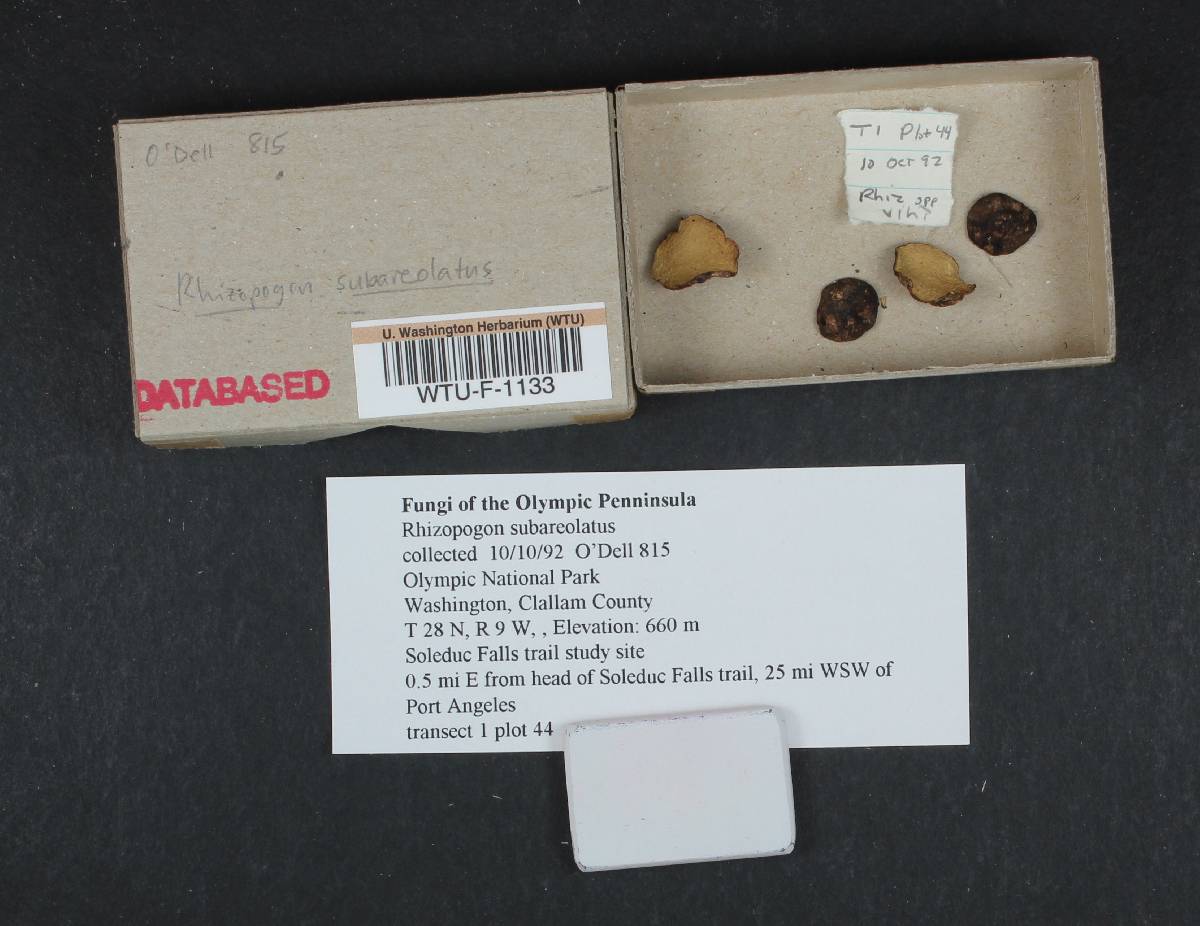 O'Dell 815
Rhizopogon subareolatus
DATABASED
U. Washington Herbarium (WTU)
WTU-F-1133
T1 Plot 44
10 Oct 92
Rhiz spp
Fungi of the Olympic Penninsula
Rhizopogon subareolatus
collected 10/10/92 O'Dell 815
Olympic National Park
Washington, Clallam County
T 28 N, R 9 W, , Elevation: 660 m
Soleduc Falls trail study site
0.5 mi E from head of Soleduc Falls trail, 25 mi WSW of
Port Angeles
transect 1 plot 44